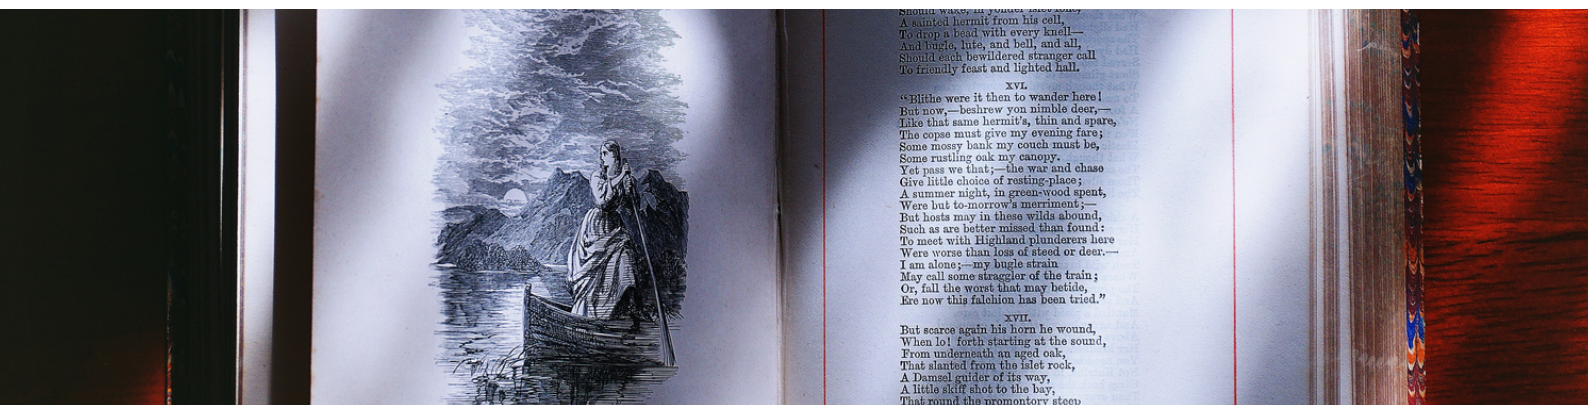 Should wake, in yonder islet lone,
A sainted hermit from his cell,
To drop a bead with every knell—
And bugle, lute, and bell, and all,
Should each bewildered stranger call
To friendly feast and lighted hall.
XVI.
“Blithe were it then to wander here!
But now,—beshrew yon nimble deer,—
Like that same hermit's, thin and spare,
The copse must give my evening fare;
Some mossy bank my couch must be,
Some rustling oak my canopy.
Yet pass we that;—the war and chase
Give little choice of resting-place;
A summer night, in green-wood spent,
Were but to-morrow's merriment;—
But hosts may in these wilds abound,
Such as are better missed than found:
To meet with Highland plunderers here
Were worse than loss of steed or deer.—
I am alone;—my bugle strain
May call some straggler of the train;
Or, fall the worst that may betide,
Ere now this falchion has been tried.”
XVII.
But scarce again his horn he wound,
When lo! forth starting at the sound,
From underneath an aged oak,
That slanted from the islet rock,
A Damsel guider of its way,
A little skiff shot to the bay,
That round the promontory steep